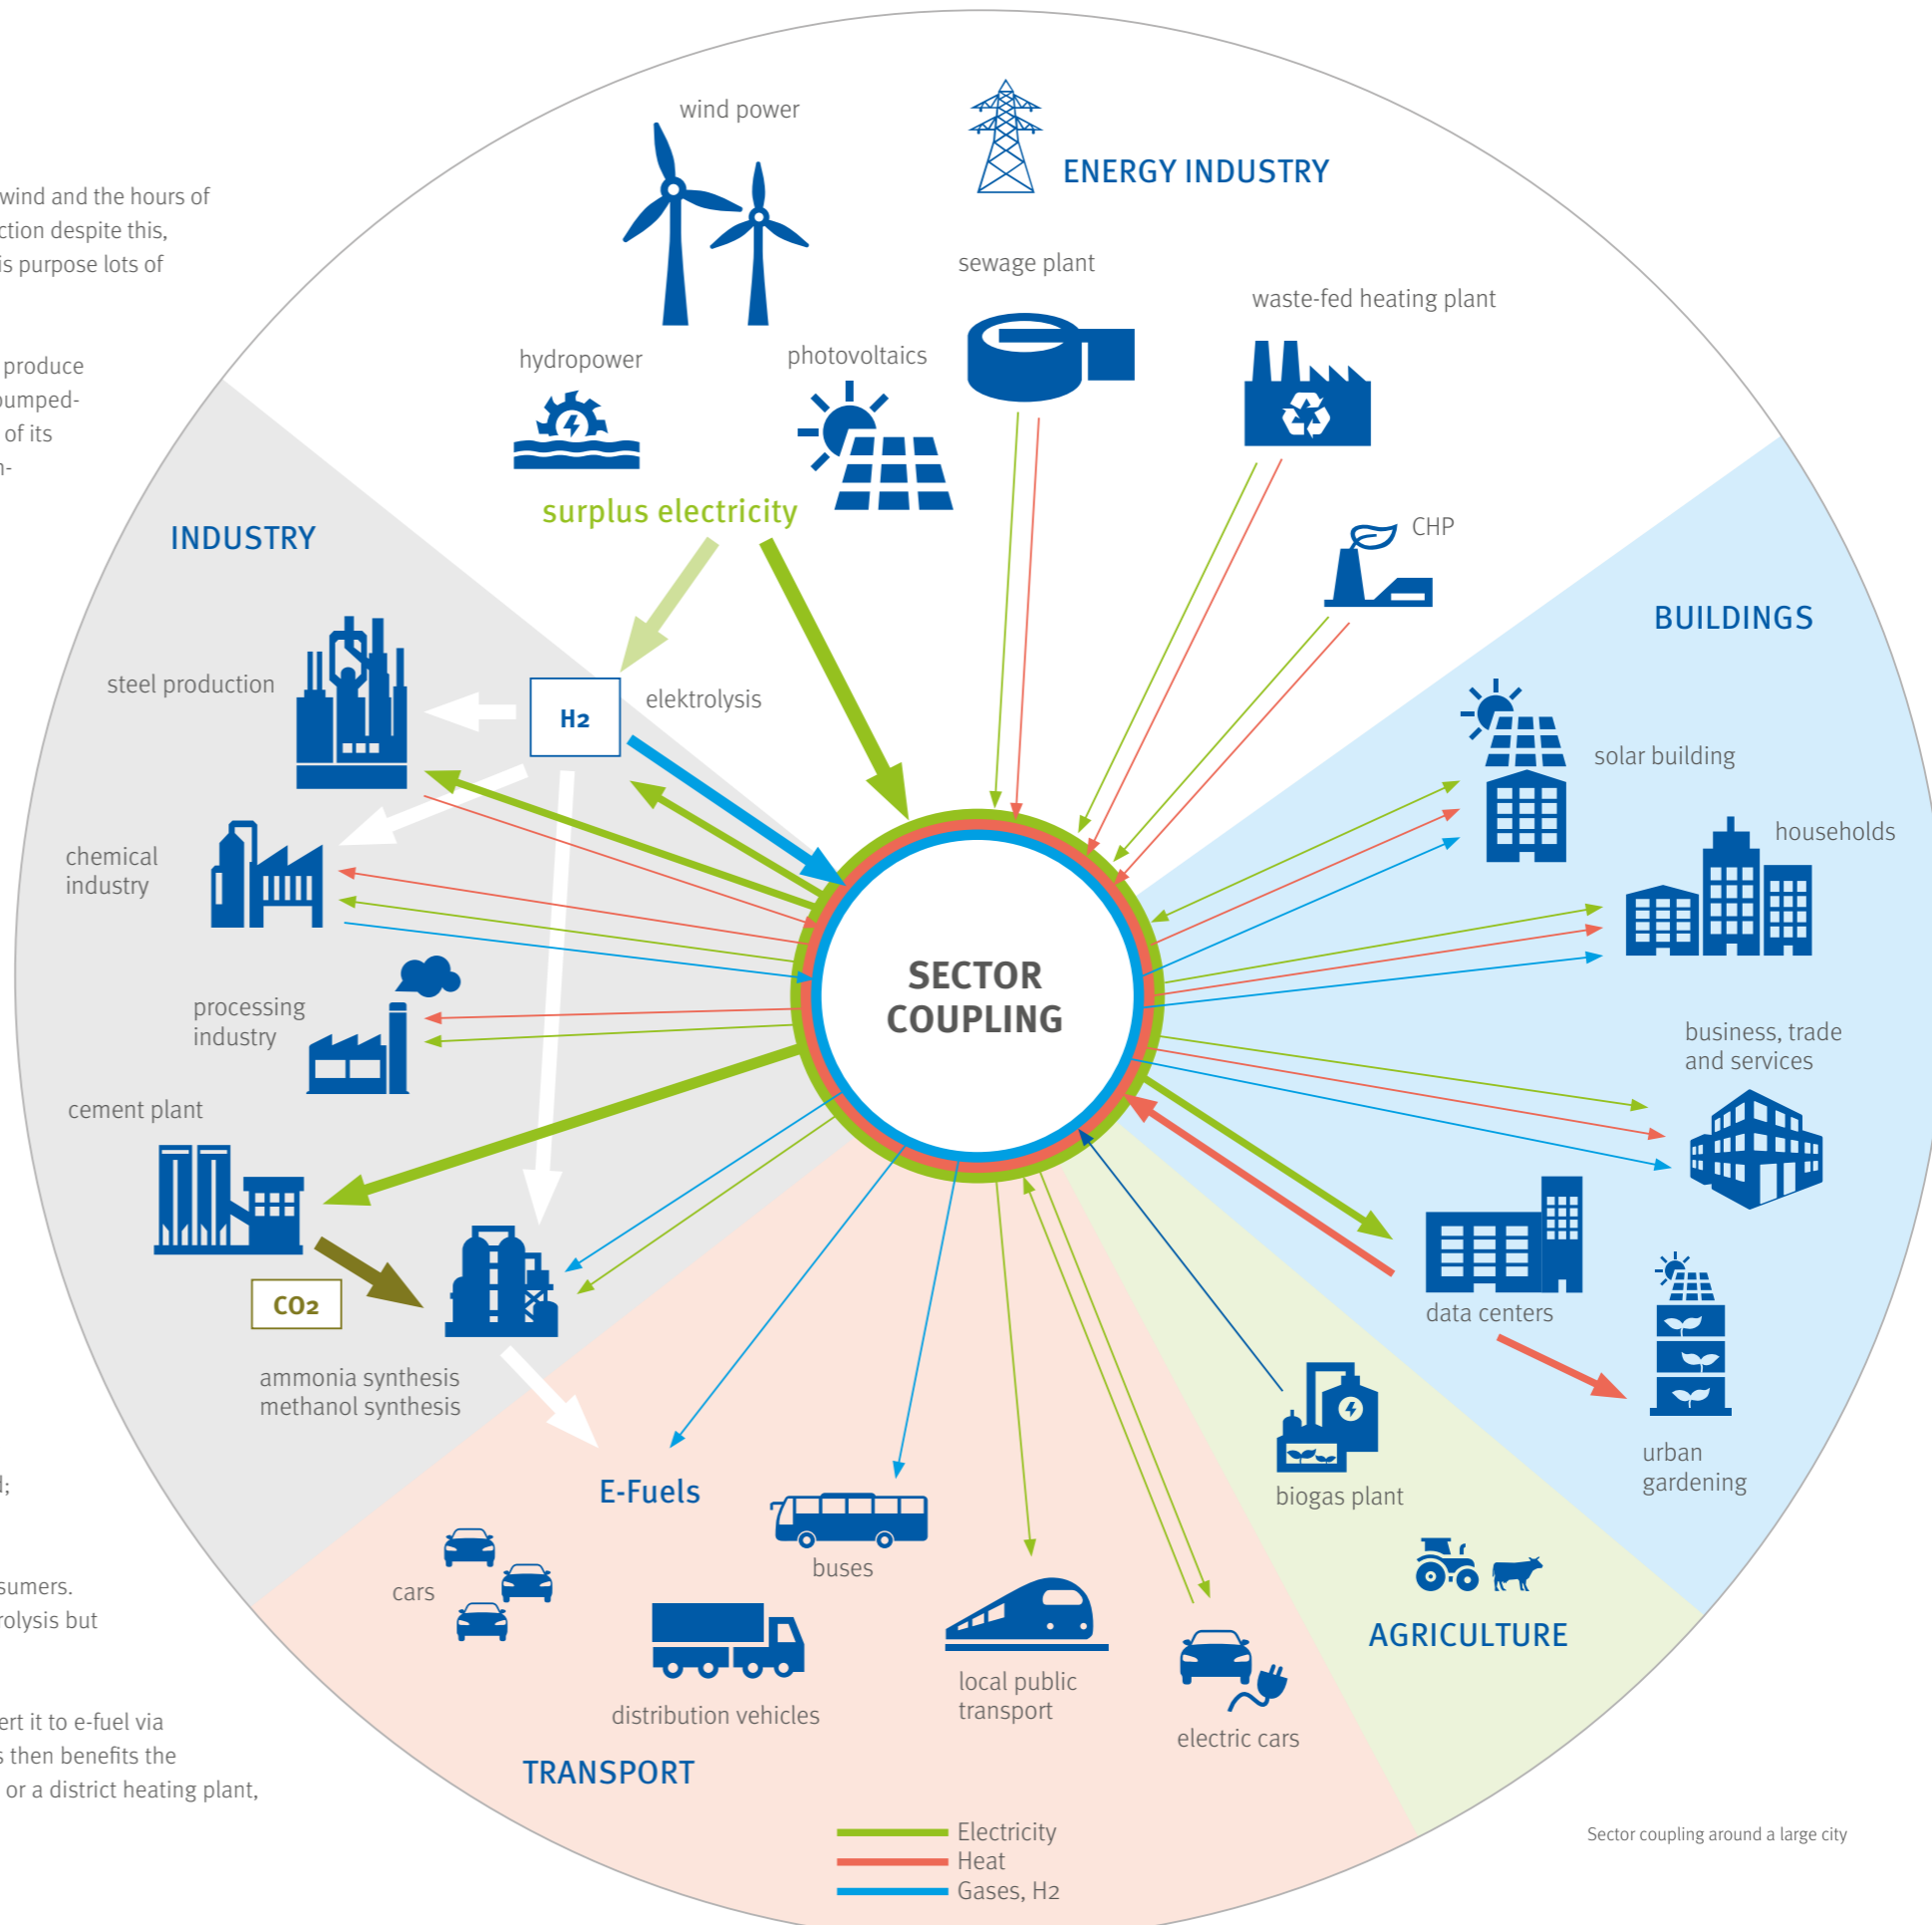 wind and the hours of
ction despite this,
is purpose lots of
produce
pumped-
of its
n-
wind power
ENERGY INDUSTRY
sewage plant
waste-fed heating plant
hydropower
photovoltaics
surplus electricity
CHP
INDUSTRY
BUILDINGS
steel production
H2
elektrolysis
solar building
households
chemical
industry
SECTOR
COUPLING
processing
industry
business, trade
and services
cement plant
CO2
data centers
ammonia synthesis
methanol synthesis
urban
gardening
E-Fuels
biogas plant
buses
cars
AGRICULTURE
local public
transport
distribution vehicles
electric cars
TRANSPORT
d;
sumers.
rolysis but
ert it to e-fuel via
s then benefits the
or a district heating plant,
Electricity
Heat
Gases, H2
Sector coupling around a large city